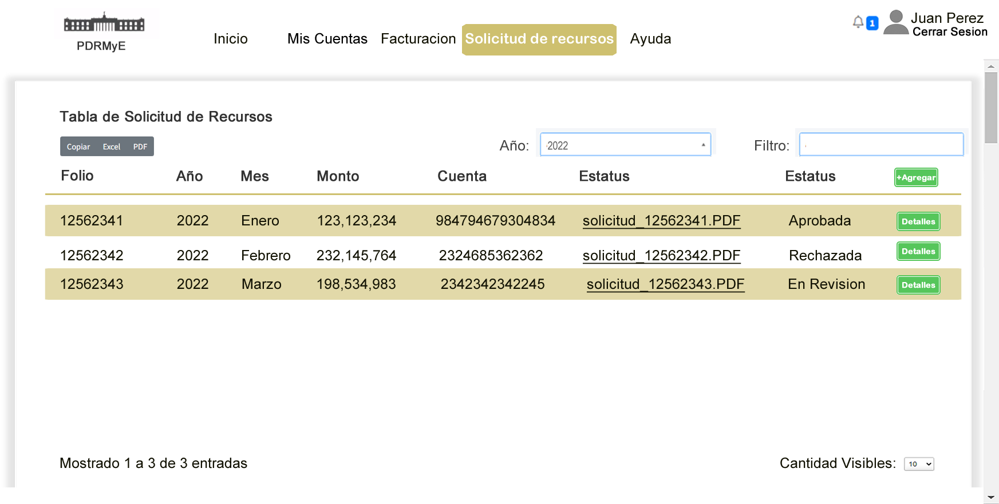 PDRMyE
Inicio Mis Cuentas Facturacion Solicitud de recursos Ayuda
1
Juan Perez
Cerrar Sesion
Tabla de Solicitud de Recursos
Copiar Excel PDF
Año: 2022 Filtro:
Folio Año Mes Monto Cuenta Estatus Estatus +Agregar
12562341 2022 Enero 123,123,234 984794679304834 solicitud_12562341.PDF Aprobada Detalles
12562342 2022 Febrero 232,145,764 2324685362362 solicitud_12562342.PDF Rechazada Detalles
12562343 2022 Marzo 198,534,983 2342342342245 solicitud_12562343.PDF En Revision Detalles
Mostrado 1 a 3 de 3 entradas Cantidad Visibles: 10